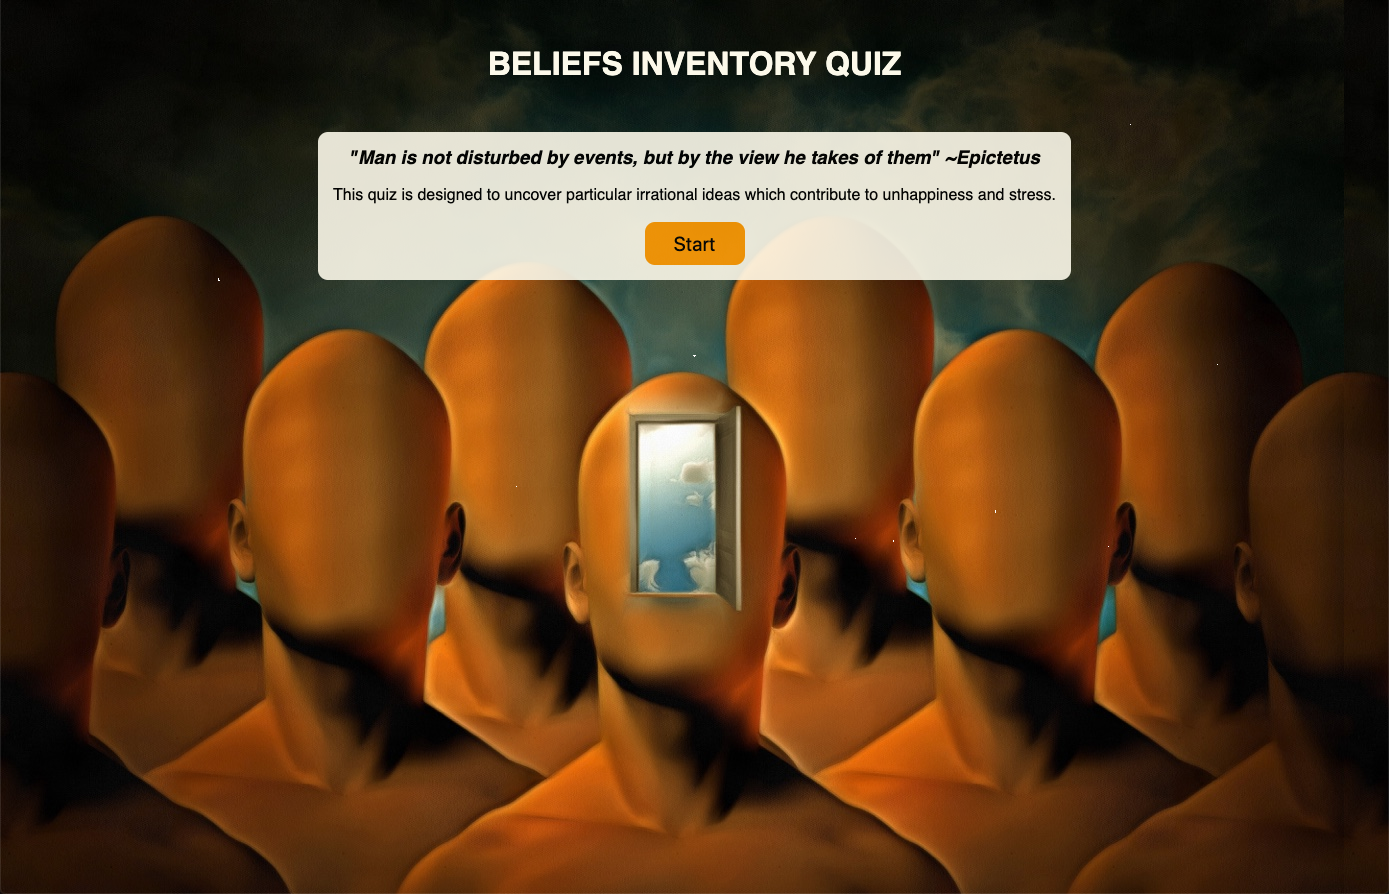 BELIEFS INVENTORY QUIZ
"Man is not disturbed by events, but by the view he takes of them" ~Epictetus
This quiz is designed to uncover particular irrational ideas which contribute to unhappiness and stress.
Start